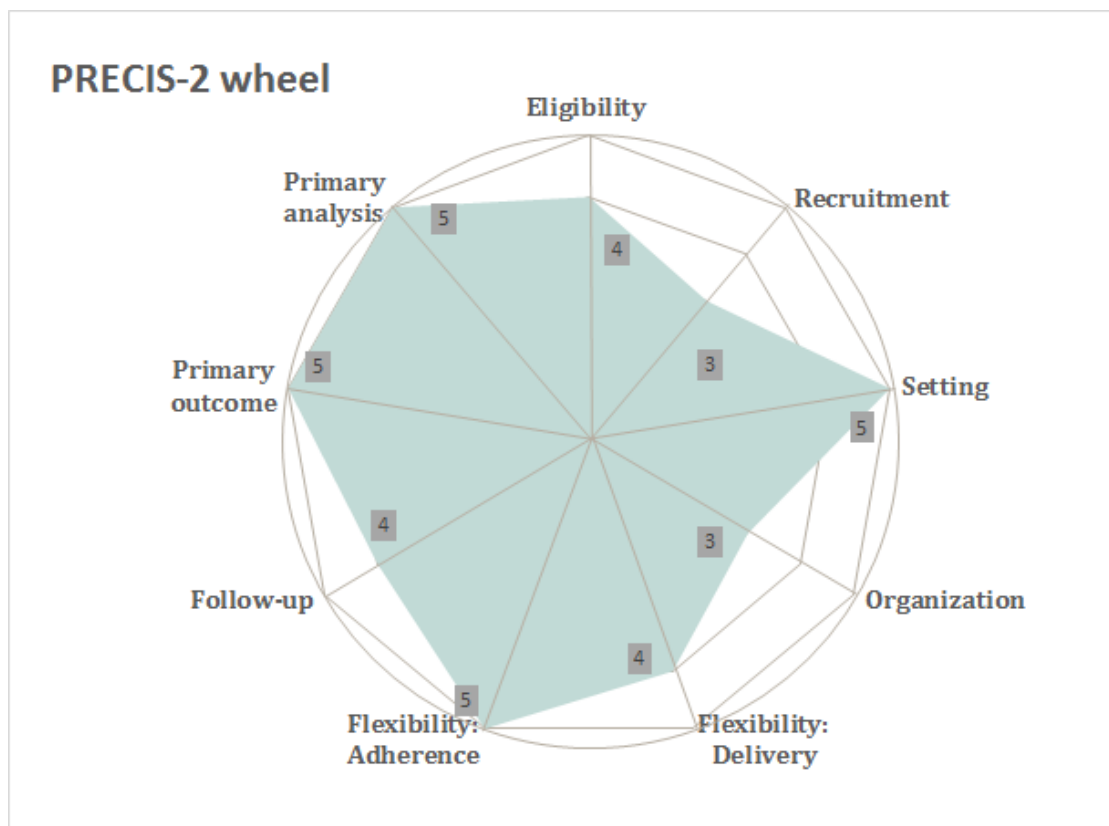 PRECIS-2 wheel
Eligibility
Primary
analysis
Recruitment
5
4
3
5
Primary
outcome
Setting
5
4
3
Follow-up
Organization
4
5
Flexibility:
Adherence
Flexibility:
Delivery